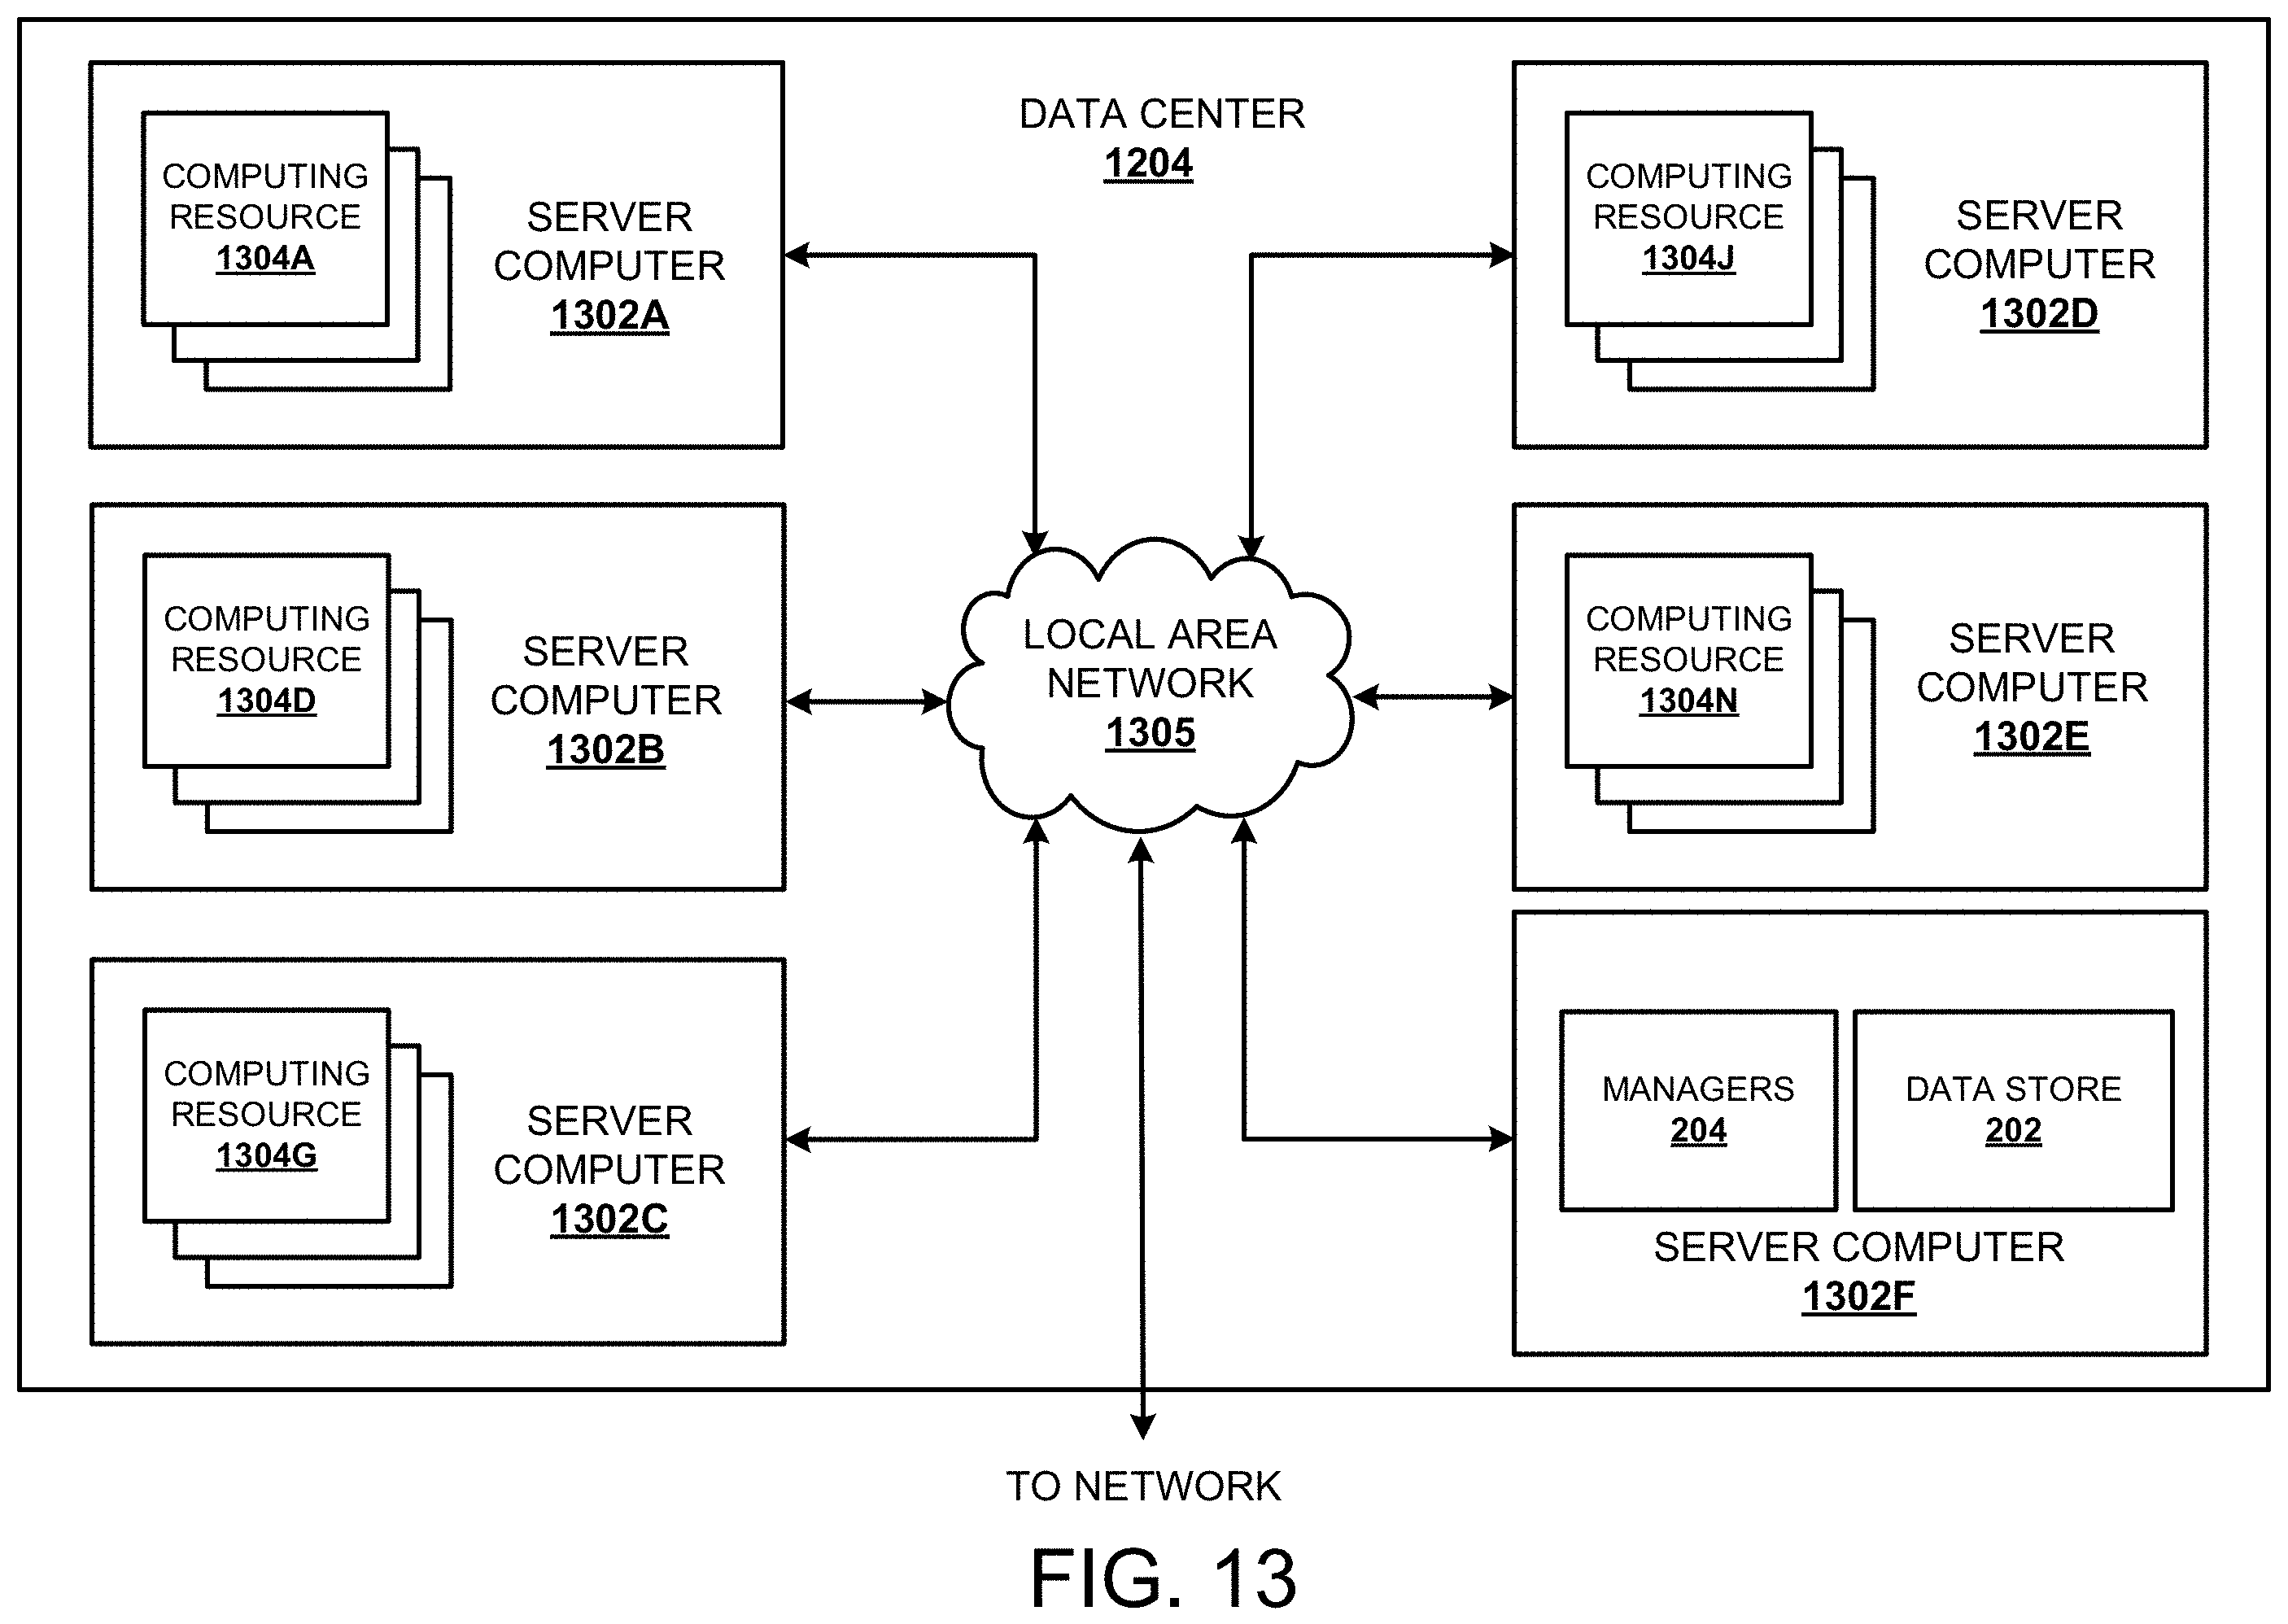 DATA CENTER
1204
COMPUTING
RESOURCE
1304A
SERVER
COMPUTER
1302A
COMPUTING
RESOURCE
1304D
SERVER
COMPUTER
1302B
COMPUTING
RESOURCE
1304G
SERVER
COMPUTER
1302C
LOCAL AREA
NETWORK
1305
COMPUTING
RESOURCE
1304J
SERVER
COMPUTER
1302D
COMPUTING
RESOURCE
1304N
SERVER
COMPUTER
1302E
MANAGERS
204
DATA STORE
202
SERVER COMPUTER
1302F
TO NETWORK
FIG. 13